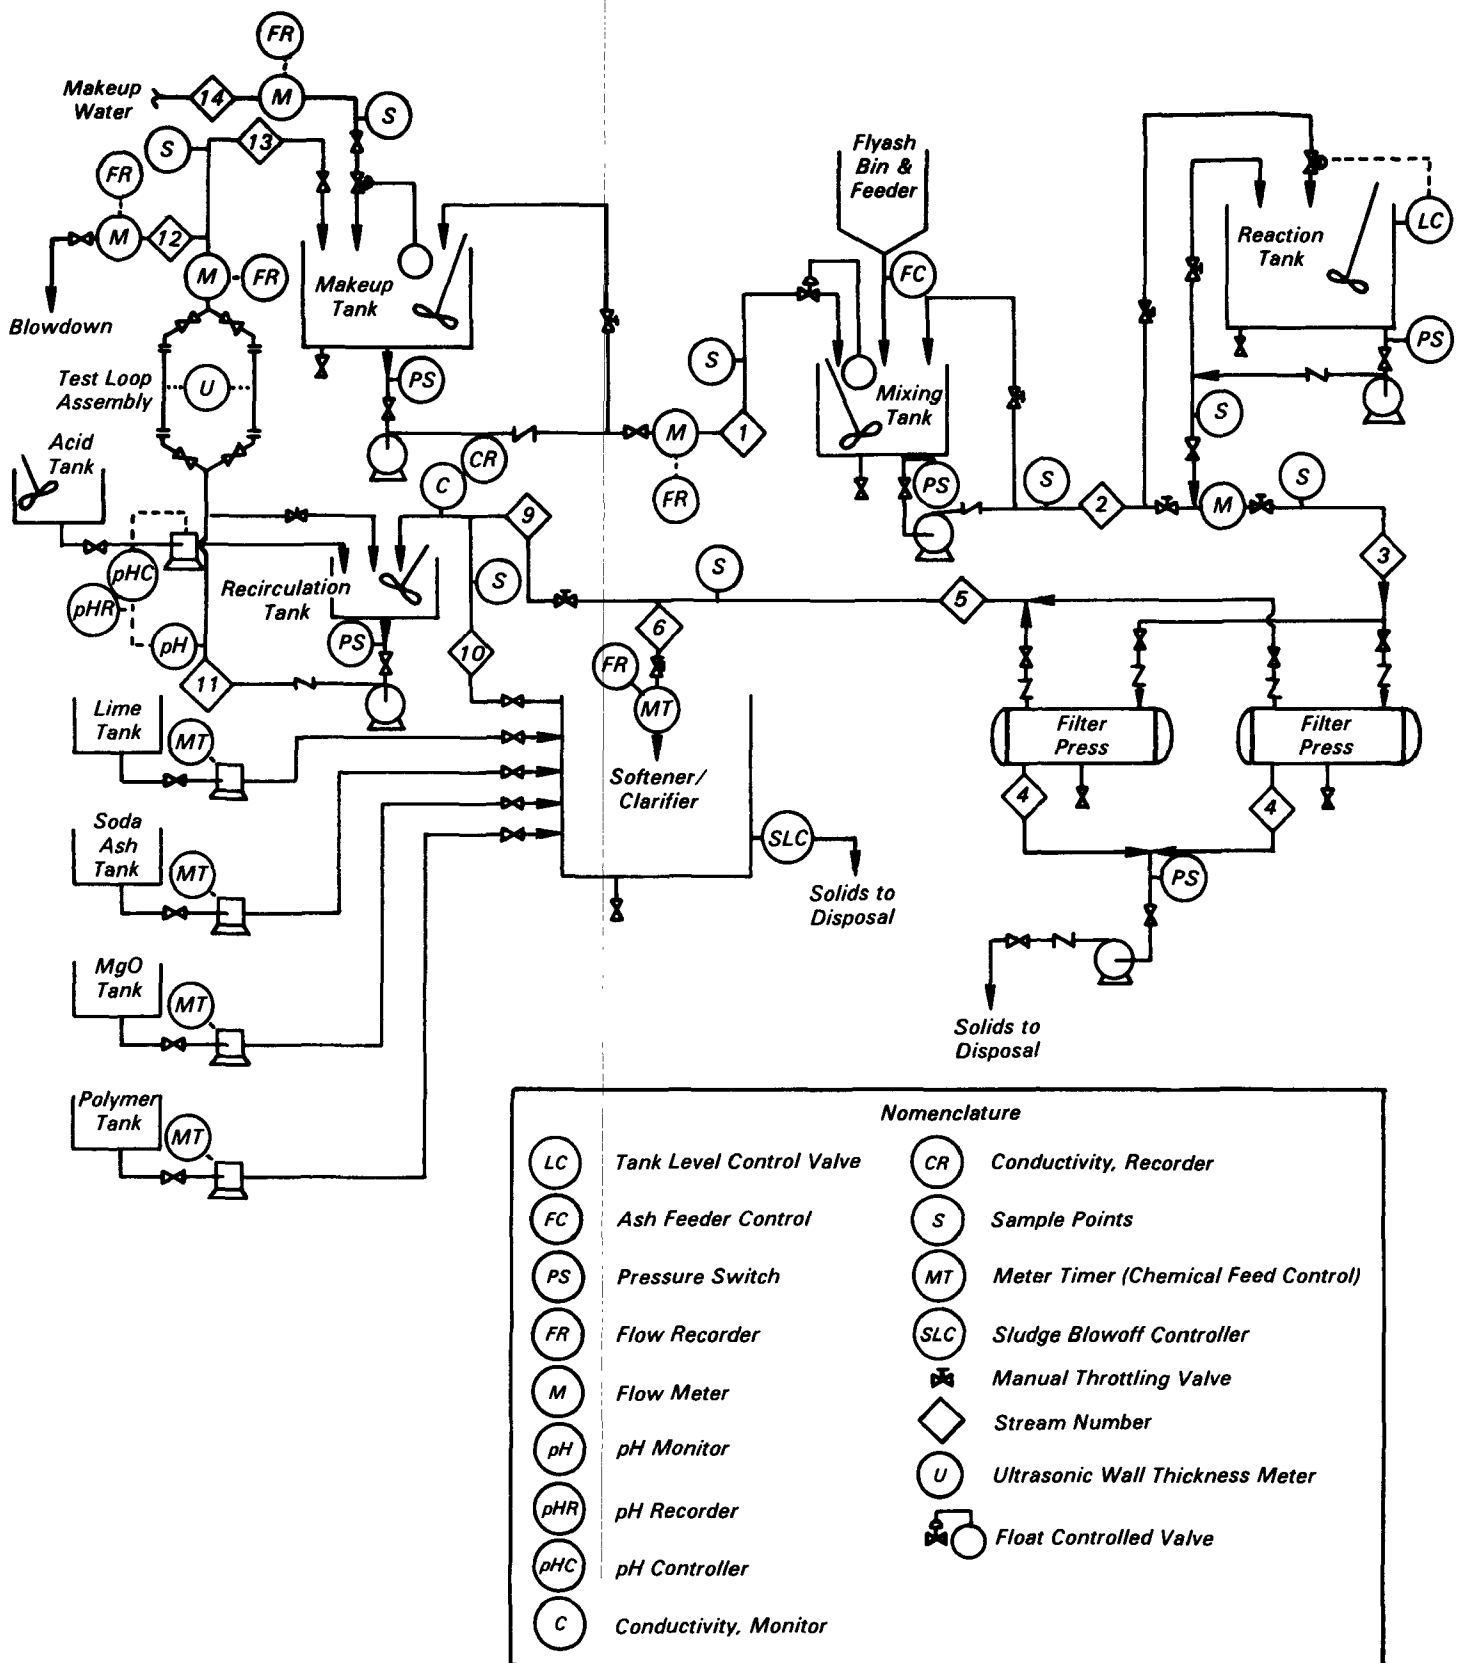 FR
Makeup
Water
14
M
S
S
13
FR
M
12
M
FR
Blowdown
Makeup
Tank
PS
Test Loop
Assembly
U
Acid
Tank
CR
C
S
M
1
FR
Flyash
Bin &
Feeder
FC
Mixing
Tank
PS
S
2
M
S
S
3
Reaction
Tank
LC
PS
pHC
pHR
pH
11
Recirculation
Tank
PS
9
S
10
S
5
6
FR
MT
Softener/
Clarifier
SLC
Solids to
Disposal
Filter
Press
Filter
Press
4
4
PS
Solids to
Disposal
Lime
Tank
MT
Soda
Ash
Tank
MT
MgO
Tank
MT
Polymer
Tank
MT
Nomenclature
LC Tank Level Control Valve
FC Ash Feeder Control
PS Pressure Switch
FR Flow Recorder
M Flow Meter
pH pH Monitor
pHR pH Recorder
pHC pH Controller
C Conductivity, Monitor
CR Conductivity, Recorder
S Sample Points
MT Meter Timer (Chemical Feed Control)
SLC Sludge Blowoff Controller
Manual Throttling Valve
Stream Number
U Ultrasonic Wall Thickness Meter
Float Controlled Valve